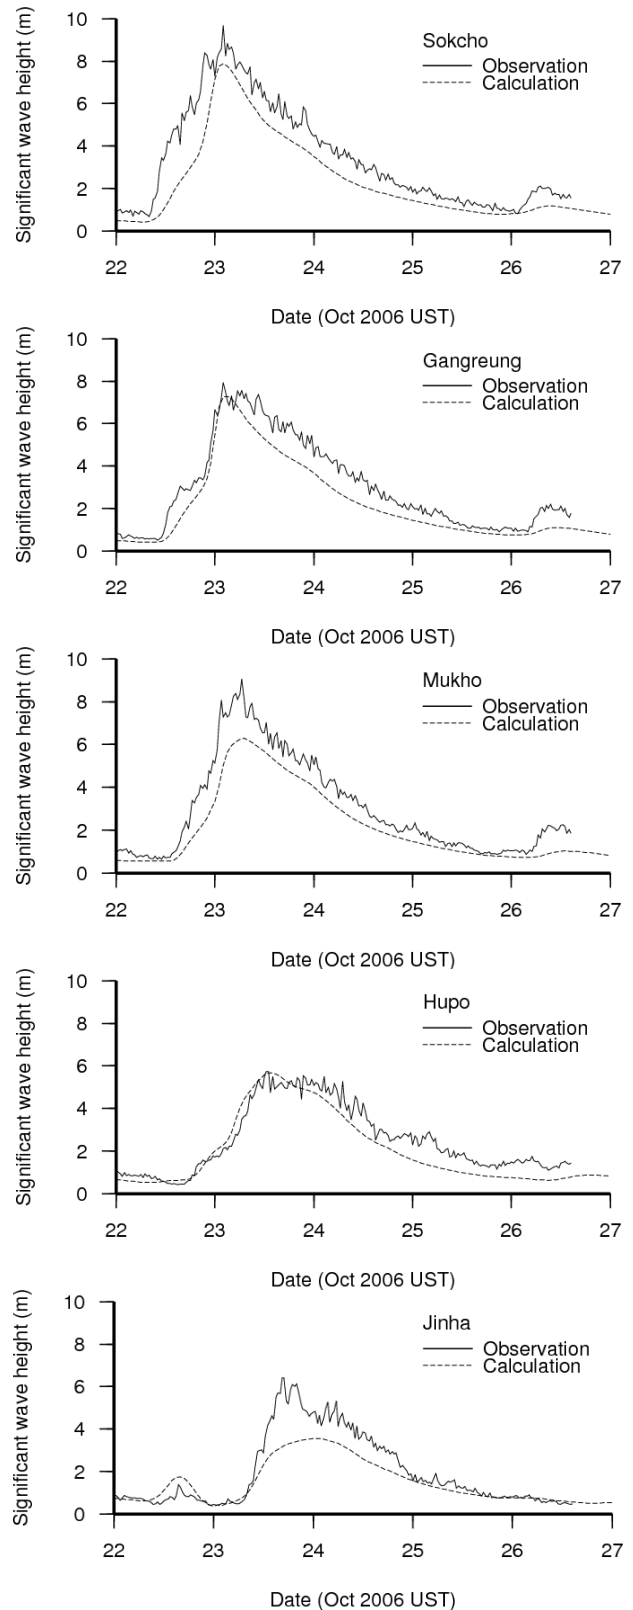 Significant wave height (m)
10
8
6
4
2
0
Sokcho
Observation
Calculation
22 23 24 25 26 27
Date (Oct 2006 UST)
Significant wave height (m)
10
8
6
4
2
0
Gangreung
Observation
Calculation
22 23 24 25 26 27
Date (Oct 2006 UST)
Significant wave height (m)
10
8
6
4
2
0
Mukho
Observation
Calculation
22 23 24 25 26 27
Date (Oct 2006 UST)
Significant wave height (m)
10
8
6
4
2
0
Hupo
Observation
Calculation
22 23 24 25 26 27
Date (Oct 2006 UST)
Significant wave height (m)
10
8
6
4
2
0
Jinha
Observation
Calculation
22 23 24 25 26 27
Date (Oct 2006 UST)